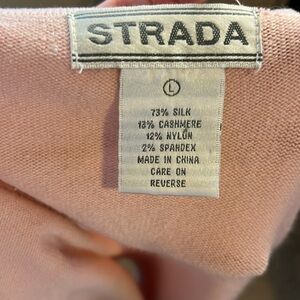 STRADA
L
73% SILK
13% CASHMERE
12% NYLON
2% SPANDEX
MADE IN CHINA
CARE ON
REVERSE